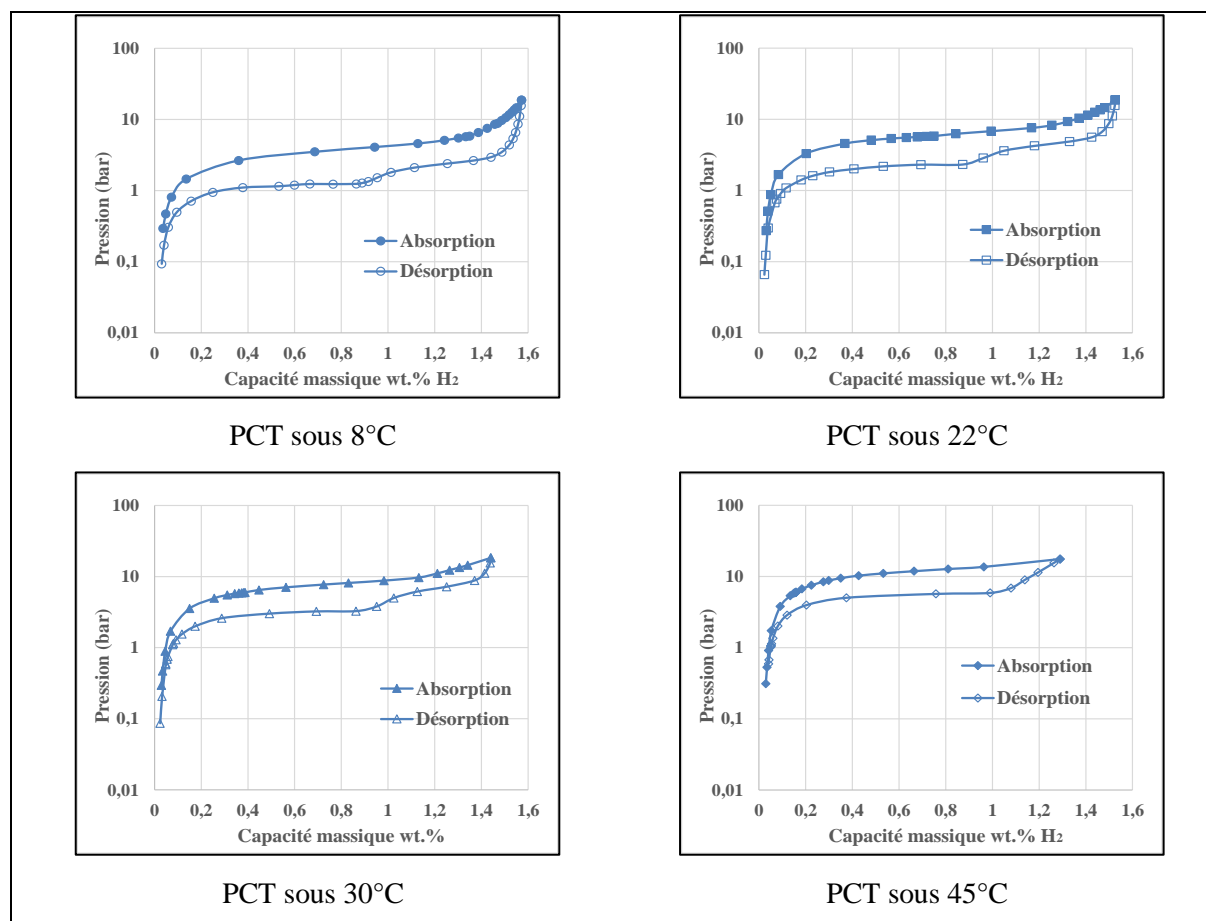 100
10
1
0,1
0,01
Pression (bar)
Absorption
Désorption
0 0,2 0,4 0,6 0,8 1 1,2 1,4 1,6
Capacité massique wt.% H₂
PCT sous 8°C
100
10
1
0,1
0,01
Pression (bar)
Absorption
Désorption
0 0,2 0,4 0,6 0,8 1 1,2 1,4 1,6
Capacité massique wt.% H₂
PCT sous 22°C
100
10
1
0,1
0,01
Pression (bar)
Absorption
Désorption
0 0,2 0,4 0,6 0,8 1 1,2 1,4 1,6
Capacité massique wt.%
PCT sous 30°C
100
10
1
0,1
0,01
Pression (bar)
Absorption
Désorption
0 0,2 0,4 0,6 0,8 1 1,2 1,4 1,6
Capacité massique wt.% H₂
PCT sous 45°C